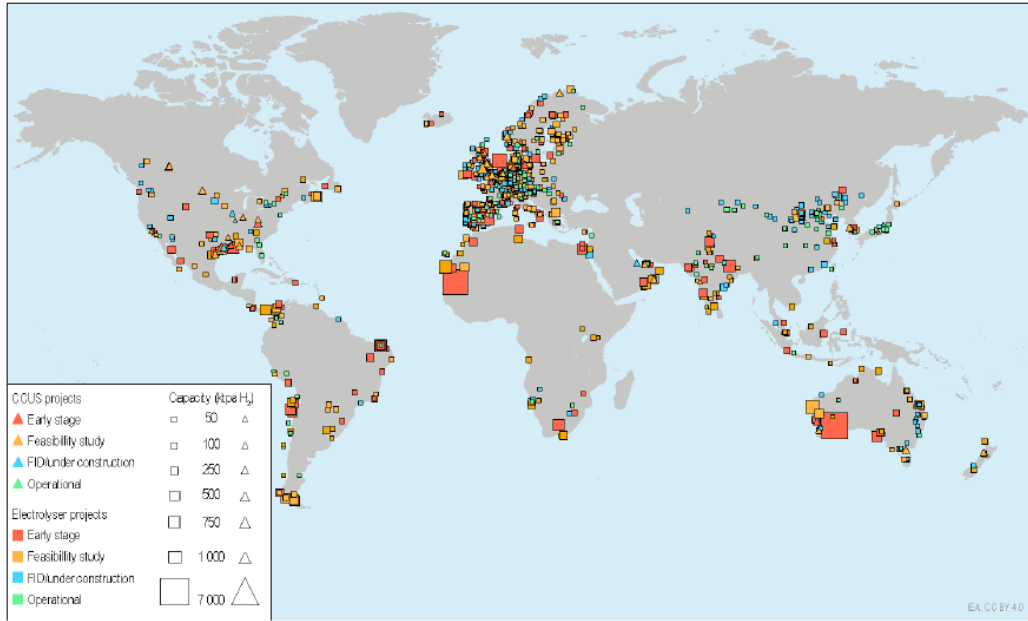 CCUS projects
Early stage
Feasibility study
FID/under construction
Operational
Electrolyser projects
Early stage
Feasibillity study
FID/under construction
Operational
Capacity (ktpa H₂)
50
100
250
500
750
1 000
7 000
IEA. CC BY 4.0